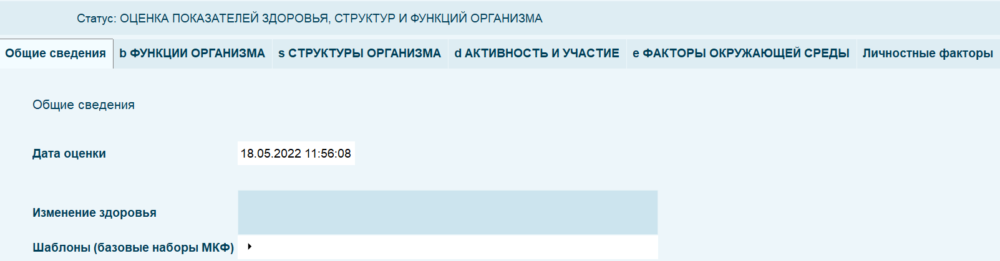 Статус: ОЦЕНКА ПОКАЗАТЕЛЕЙ ЗДОРОВЬЯ, СТРУКТУР И ФУНКЦИЙ ОРГАНИЗМА
Общие сведения b ФУНКЦИИ ОРГАНИЗМА s СТРУКТУРЫ ОРГАНИЗМА d АКТИВНОСТЬ И УЧАСТИЕ e ФАКТОРЫ ОКРУЖАЮЩЕЙ СРЕДЫ Личностные факторы
Общие сведения
Дата оценки 18.05.2022 11:56:08
Изменение здоровья
Шаблоны (базовые наборы МКФ)